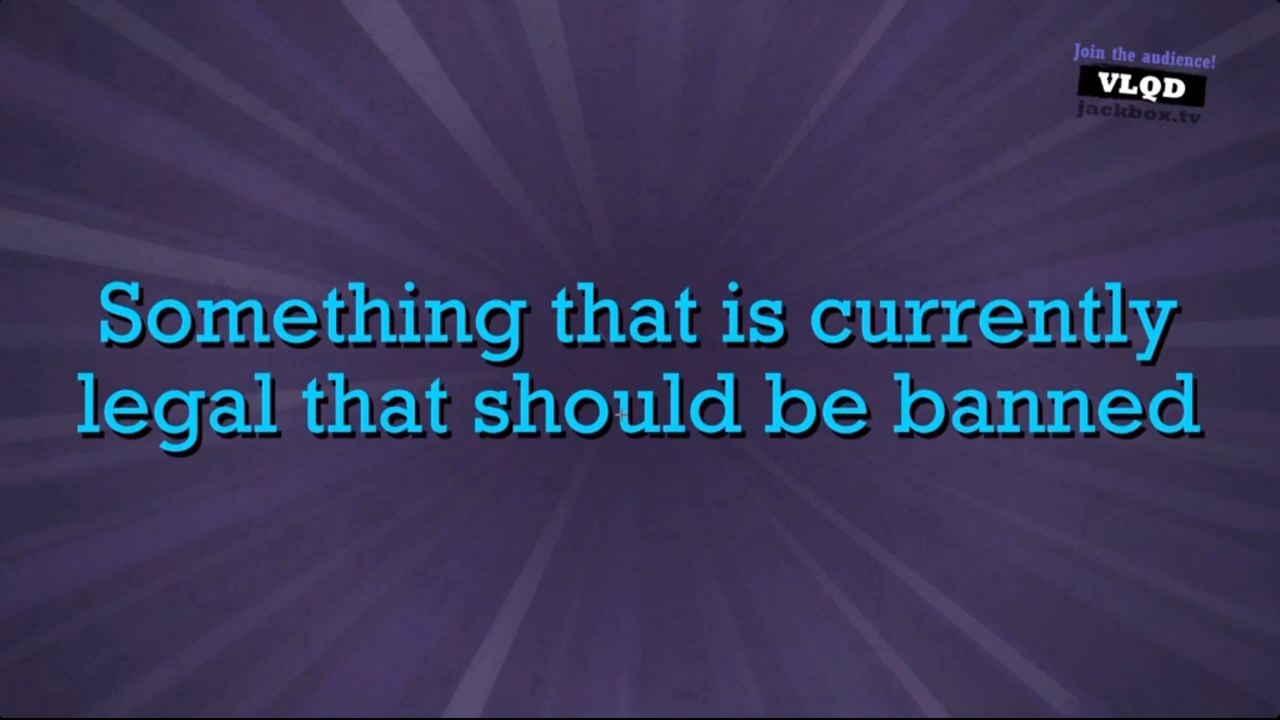 Join the audience!
VLQD
jackbox.tv
Something that is currently
legal that should be banned